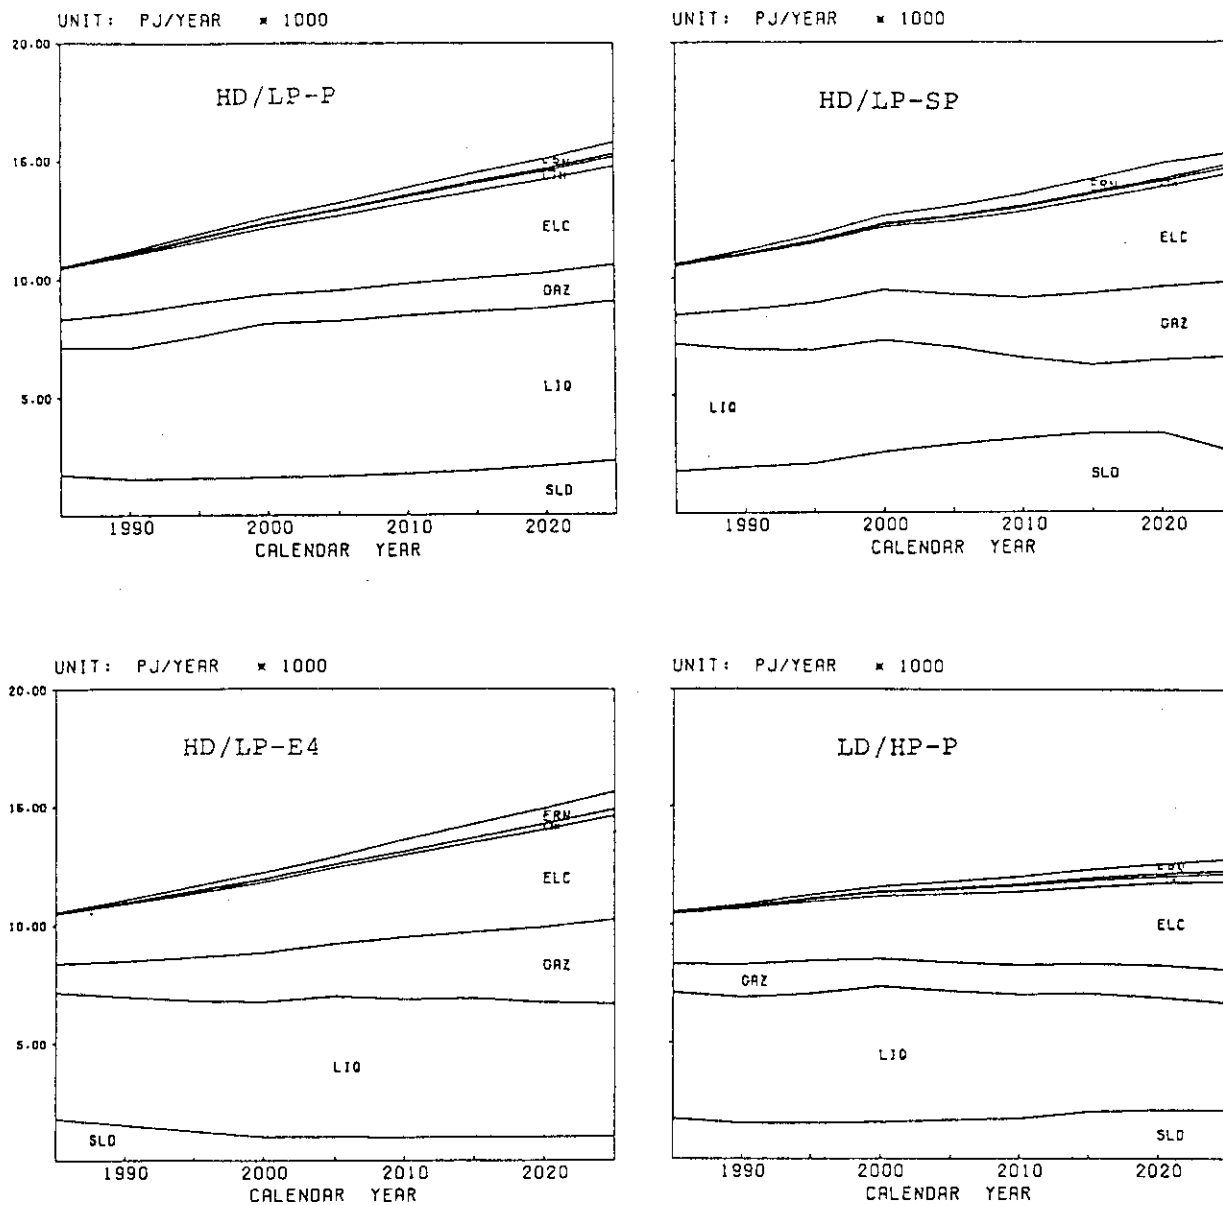 UNIT: PJ/YEAR * 1000
20.00
HD/LP-P
15.00
ERN
ELC
10.00
GAZ
LIQ
5.00
SLD
1990 2000 2010 2020
CALENDAR YEAR
UNIT: PJ/YEAR * 1000
HD/LP-SP
ERN
ELC
GAZ
LIQ
SLD
1990 2000 2010 2020
CALENDAR YEAR
UNIT: PJ/YEAR * 1000
20.00
HD/LP-E4
15.00
ERN
ELC
10.00
GAZ
5.00
LIQ
SLD
1990 2000 2010 2020
CALENDAR YEAR
UNIT: PJ/YEAR * 1000
LD/HP-P
ELC
GAZ
LIQ
SLD
1990 2000 2010 2020
CALENDAR YEAR